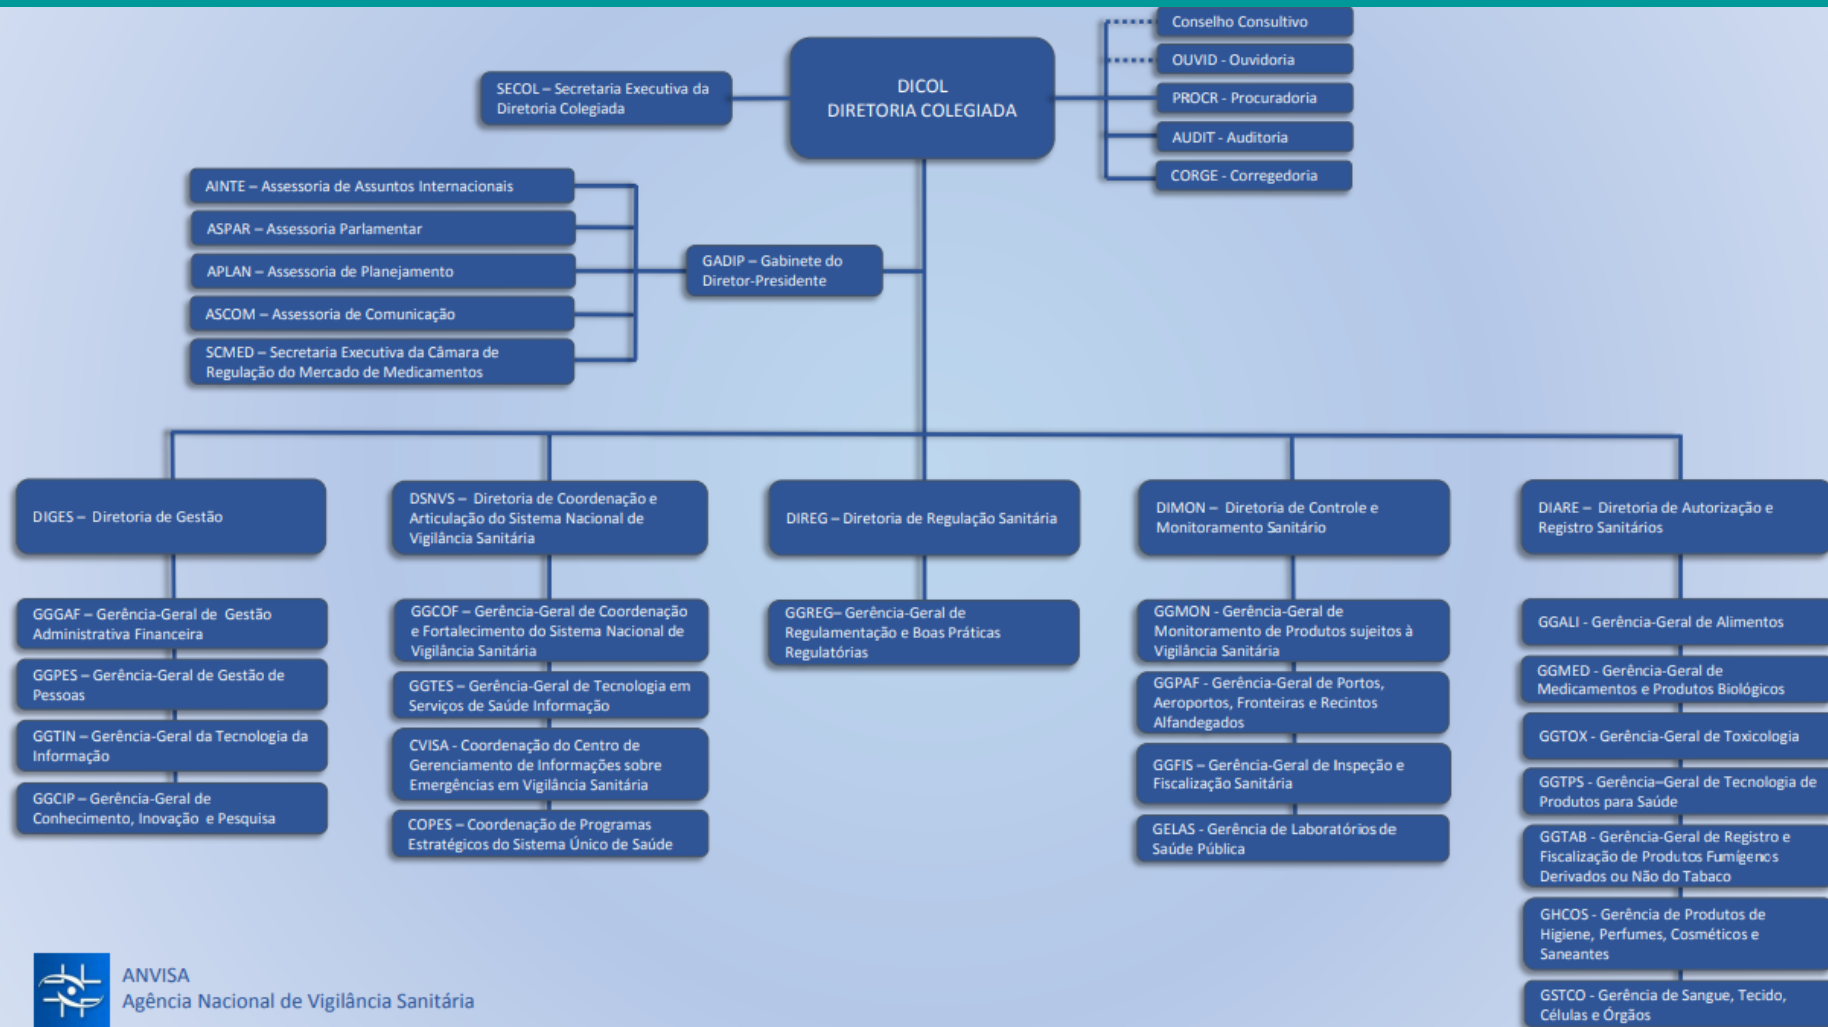 Conselho Consultivo
OUVID - Ouvidoria
PROCR - Procuradoria
AUDIT - Auditoria
CORGE - Corregedoria
DICOL
DIRETORIA COLEGIADA
SECOL – Secretaria Executiva da
Diretoria Colegiada
AINTE – Assessoria de Assuntos Internacionais
ASPAR – Assessoria Parlamentar
APLAN – Assessoria de Planejamento
ASCOM – Assessoria de Comunicação
SCMED – Secretaria Executiva da Câmara de
Regulação do Mercado de Medicamentos
GADIP – Gabinete do
Diretor-Presidente
DIGES – Diretoria de Gestão
GGGAF – Gerência-Geral de Gestão
Administrativa Financeira
GGPES – Gerência-Geral de Gestão de
Pessoas
GGTIN – Gerência-Geral da Tecnologia da
Informação
GGCIP – Gerência-Geral de
Conhecimento, Inovação e Pesquisa
DSNVS – Diretoria de Coordenação e
Articulação do Sistema Nacional de
Vigilância Sanitária
GGCOF – Gerência-Geral de Coordenação
e Fortalecimento do Sistema Nacional de
Vigilância Sanitária
GGTES – Gerência-Geral de Tecnologia em
Serviços de Saúde Informação
CVISA - Coordenação do Centro de
Gerenciamento de Informações sobre
Emergências em Vigilância Sanitária
COPES – Coordenação de Programas
Estratégicos do Sistema Único de Saúde
DIREG – Diretoria de Regulação Sanitária
GGREG– Gerência-Geral de
Regulamentação e Boas Práticas
Regulatórias
DIMON – Diretoria de Controle e
Monitoramento Sanitário
GGMON - Gerência-Geral de
Monitoramento de Produtos sujeitos à
Vigilância Sanitária
GGPAF - Gerência-Geral de Portos,
Aeroportos, Fronteiras e Recintos
Alfandegados
GGFIS – Gerência-Geral de Inspeção e
Fiscalização Sanitária
GELAS - Gerência de Laboratórios de
Saúde Pública
DIARE – Diretoria de Autorização e
Registro Sanitários
GGALI - Gerência-Geral de Alimentos
GGMED - Gerência-Geral de
Medicamentos e Produtos Biológicos
GGTOX - Gerência-Geral de Toxicologia
GGTPS - Gerência–Geral de Tecnologia de
Produtos para Saúde
GGTAB - Gerência-Geral de Registro e
Fiscalização de Produtos Fumígenos
Derivados ou Não do Tabaco
GHCOS - Gerência de Produtos de
Higiene, Perfumes, Cosméticos e
Saneantes
GSTCO - Gerência de Sangue, Tecido,
Células e Órgãos
ANVISA
Agência Nacional de Vigilância Sanitária